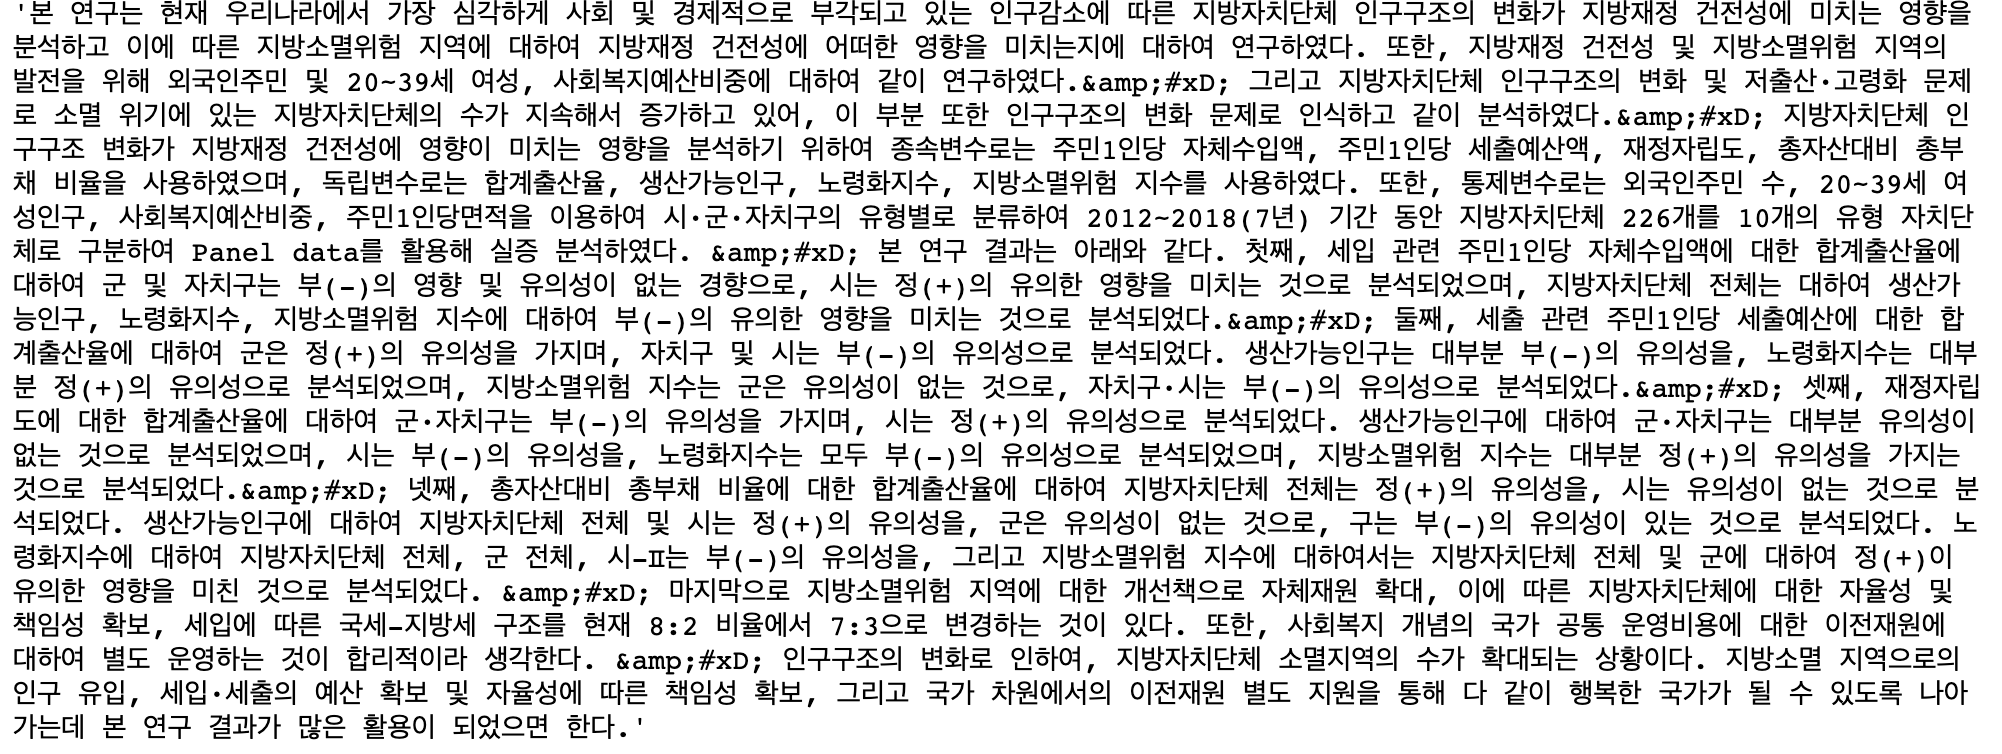 '본 연구는 현재 우리나라에서 가장 심각하게 사회 및 경제적으로 부각되고 있는 인구감소에 따른 지방자치단체 인구구조의 변화가 지방재정 건전성에 미치는 영향을
분석하고 이에 따른 지방소멸위험 지역에 대하여 지방재정 건전성에 어떠한 영향을 미치는지에 대하여 연구하였다. 또한, 지방재정 건전성 및 지방소멸위험 지역의
발전을 위해 외국인주민 및 20~39세 여성, 사회복지예산비중에 대하여 같이 연구하였다.&amp;#xD; 그리고 지방자치단체 인구구조의 변화 및 저출산·고령화 문제
로 소멸 위기에 있는 지방자치단체의 수가 지속해서 증가하고 있어, 이 부분 또한 인구구조의 변화 문제로 인식하고 같이 분석하였다.&amp;#xD; 지방자치단체 인
구구조 변화가 지방재정 건전성에 영향이 미치는 영향을 분석하기 위하여 종속변수로는 주민1인당 자체수입액, 주민1인당 세출예산액, 재정자립도, 총자산대비 총부
채 비율을 사용하였으며, 독립변수로는 합계출산율, 생산가능인구, 노령화지수, 지방소멸위험 지수를 사용하였다. 또한, 통제변수로는 외국인주민 수, 20~39세 여
성인구, 사회복지예산비중, 주민1인당면적을 이용하여 시·군·자치구의 유형별로 분류하여 2012~2018(7년) 기간 동안 지방자치단체 226개를 10개의 유형 자치단
체로 구분하여 Panel data를 활용해 실증 분석하였다. &amp;#xD; 본 연구 결과는 아래와 같다. 첫째, 세입 관련 주민1인당 자체수입액에 대한 합계출산율에
대하여 군 및 자치구는 부(-)의 영향 및 유의성이 없는 경향으로, 시는 정(+)의 유의한 영향을 미치는 것으로 분석되었으며, 지방자치단체 전체는 대하여 생산가
능인구, 노령화지수, 지방소멸위험 지수에 대하여 부(-)의 유의한 영향을 미치는 것으로 분석되었다.&amp;#xD; 둘째, 세출 관련 주민1인당 세출예산에 대한 합
계출산율에 대하여 군은 정(+)의 유의성을 가지며, 자치구 및 시는 부(-)의 유의성으로 분석되었다. 생산가능인구는 대부분 부(-)의 유의성을, 노령화지수는 대부
분 정(+)의 유의성으로 분석되었으며, 지방소멸위험 지수는 군은 유의성이 없는 것으로, 자치구·시는 부(-)의 유의성으로 분석되었다.&amp;#xD; 셋째, 재정자립
도에 대한 합계출산율에 대하여 군·자치구는 부(-)의 유의성을 가지며, 시는 정(+)의 유의성으로 분석되었다. 생산가능인구에 대하여 군·자치구는 대부분 유의성이
없는 것으로 분석되었으며, 시는 부(-)의 유의성을, 노령화지수는 모두 부(-)의 유의성으로 분석되었으며, 지방소멸위험 지수는 대부분 정(+)의 유의성을 가지는
것으로 분석되었다.&amp;#xD; 넷째, 총자산대비 총부채 비율에 대한 합계출산율에 대하여 지방자치단체 전체는 정(+)의 유의성을, 시는 유의성이 없는 것으로 분
석되었다. 생산가능인구에 대하여 지방자치단체 전체 및 시는 정(+)의 유의성을, 군은 유의성이 없는 것으로, 구는 부(-)의 유의성이 있는 것으로 분석되었다. 노
령화지수에 대하여 지방자치단체 전체, 군 전체, 시-Ⅱ는 부(-)의 유의성을, 그리고 지방소멸위험 지수에 대하여서는 지방자치단체 전체 및 군에 대하여 정(+)이
유의한 영향을 미친 것으로 분석되었다. &amp;#xD; 마지막으로 지방소멸위험 지역에 대한 개선책으로 자체재원 확대, 이에 따른 지방자치단체에 대한 자율성 및
책임성 확보, 세입에 따른 국세-지방세 구조를 현재 8:2 비율에서 7:3으로 변경하는 것이 있다. 또한, 사회복지 개념의 국가 공통 운영비용에 대한 이전재원에
대하여 별도 운영하는 것이 합리적이라 생각한다. &amp;#xD; 인구구조의 변화로 인하여, 지방자치단체 소멸지역의 수가 확대되는 상황이다. 지방소멸 지역으로의
인구 유입, 세입·세출의 예산 확보 및 자율성에 따른 책임성 확보, 그리고 국가 차원에서의 이전재원 별도 지원을 통해 다 같이 행복한 국가가 될 수 있도록 나아
가는데 본 연구 결과가 많은 활용이 되었으면 한다.'